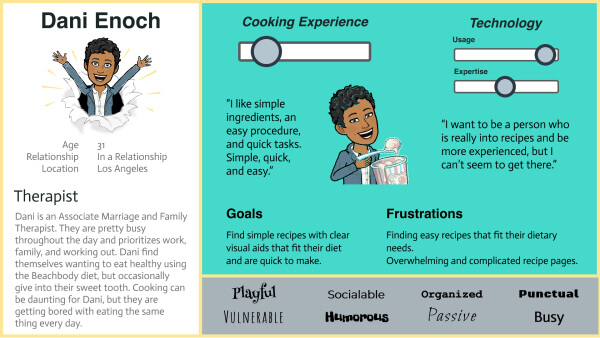 Dani Enoch
Age 31
Relationship In a Relationship
Location Los Angeles
Therapist
Dani is an Associate Marriage and Family
Therapist. They are pretty busy
throughout the day and prioritizes work,
family, and working out. Dani find
themselves wanting to eat healthy using
the Beachbody diet, but occasionally
give into their sweet tooth. Cooking can
be daunting for Dani, but they are
getting bored with eating the same
thing every day.
Cooking Experience
"I like simple
ingredients, an
easy procedure,
and quick tasks.
Simple, quick,
and easy."
Technology
Usage
Expertise
"I want to be a person who
is really into recipes and be
more experienced, but I
can't seem to get there."
Goals
Find simple recipes with clear
visual aids that fit their diet
and are quick to make.
Frustrations
Finding easy recipes that fit their dietary
needs.
Overwhelming and complicated recipe pages.
Playful Socialable Organized Punctual
Vulnerable Humorous Passive Busy